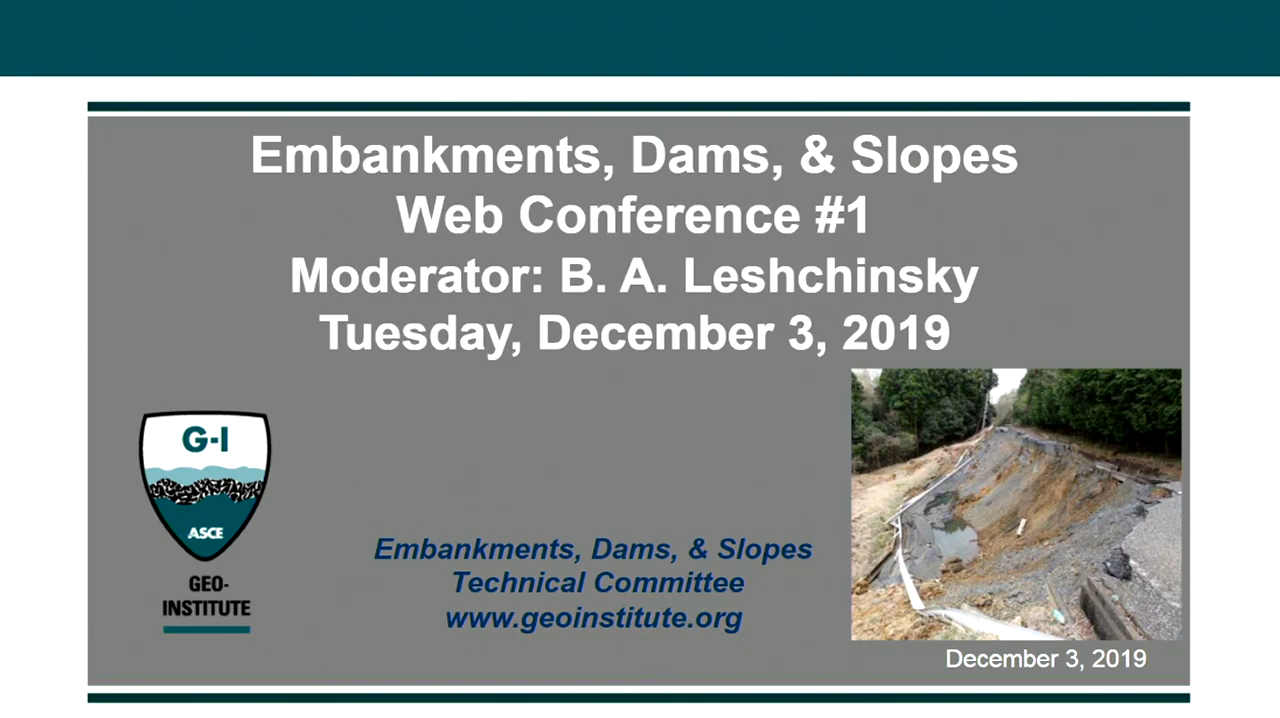 Embankments, Dams, & Slopes
Web Conference #1
Moderator: B. A. Leshchinsky
Tuesday, December 3, 2019
G-I
ASCE
GEO-
INSTITUTE
Embankments, Dams, & Slopes
Technical Committee
www.geoinstitute.org
December 3, 2019